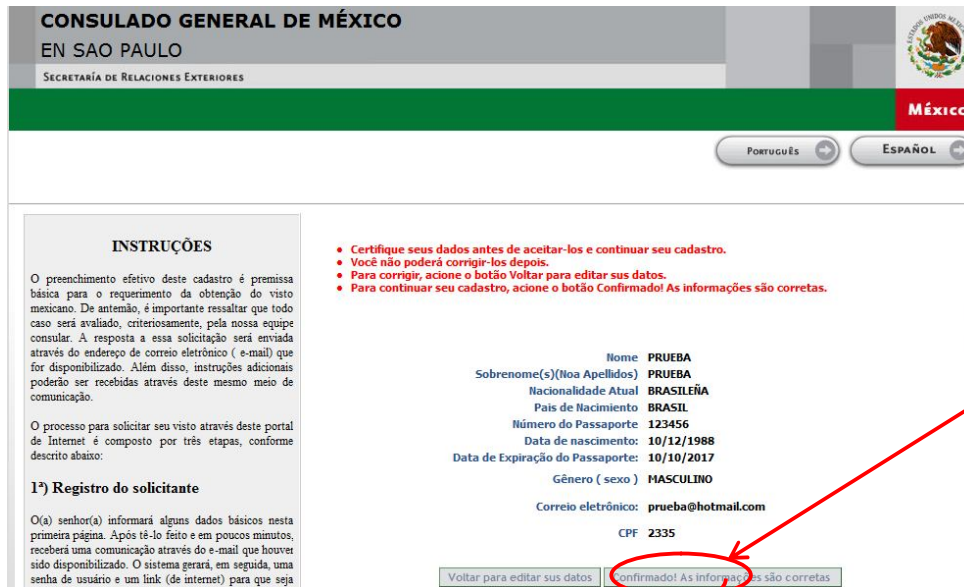 CONSULADO GENERAL DE MÉXICO
EN SAO PAULO
SECRETARÍA DE RELACIONES EXTERIORES
MÉXICO
PORTUGUÊS
ESPAÑOL
INSTRUÇÕES
O preenchimento efetivo deste cadastro é premissa
básica para o requerimento da obtenção do visto
mexicano. De antemão, é importante ressaltar que todo
caso será avaliado, criteriosamente, pela nossa equipe
consular. A resposta a essa solicitação será enviada
através do endereço de correio eletrônico ( e-mail) que
for disponibilizado. Além disso, instruções adicionais
poderão ser recebidas através deste mesmo meio de
comunicação.
O processo para solicitar seu visto através deste portal
de Internet é composto por três etapas, conforme
descrito abaixo:
1ª) Registro do solicitante
O(a) senhor(a) informará alguns dados básicos nesta
primeira página. Após tê-lo feito e em poucos minutos,
receberá uma comunicação através do e-mail que houver
sido disponibilizado. O sistema gerará, em seguida, uma
senha de usuário e um link (de internet) para que seja
• Certifique seus dados antes de aceitar-los e continuar seu cadastro.
• Você não poderá corrigir-los depois.
• Para corrigir, acione o botão Voltar para editar sus datos.
• Para continuar seu cadastro, acione o botão Confirmado! As informações são corretas.
Nome PRUEBA
Sobrenome(s)(Noa Apellidos) PRUEBA
Nacionalidade Atual BRASILEÑA
Pais de Nacimiento BRASIL
Número do Passaporte 123456
Data de nascimento: 10/12/1988
Data de Expiração do Passaporte: 10/10/2017
Gênero ( sexo ) MASCULINO
Correio eletrônico: prueba@hotmail.com
CPF 2335
Voltar para editar sus datos
Confirmado! As informações são corretas